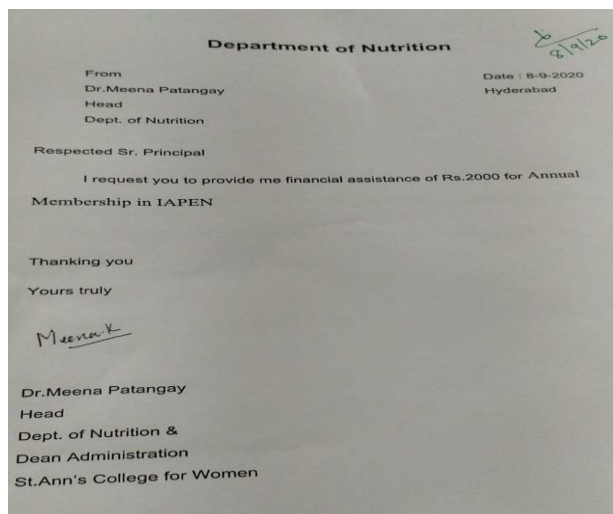 Department of Nutrition
8/9/20
From
Date : 8-9-2020
Dr.Meena Patangay
Hyderabad
Head
Dept. of Nutrition
Respected Sr. Principal
I request you to provide me financial assistance of Rs.2000 for Annual
Membership in IAPEN
Thanking you
Yours truly
Meena.K
Dr.Meena Patangay
Head
Dept. of Nutrition &
Dean Administration
St.Ann's College for Women